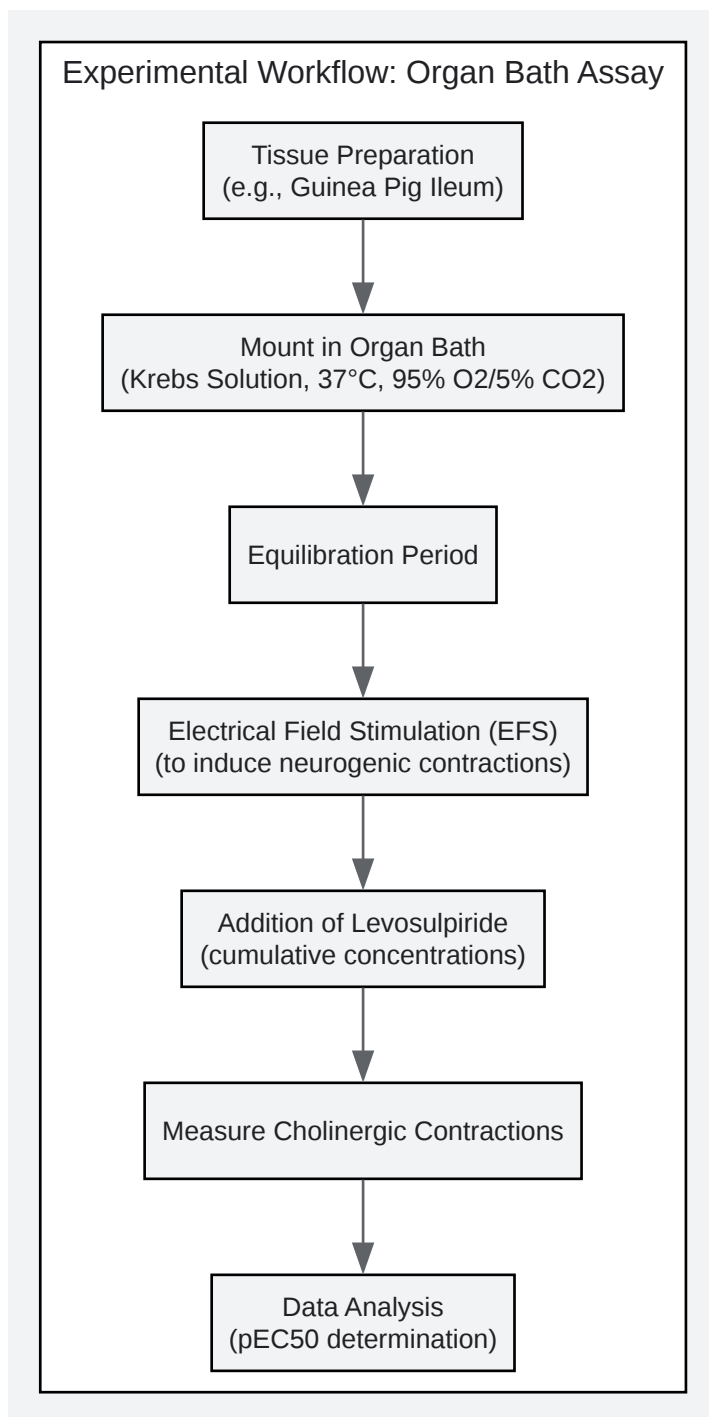 Experimental Workflow: Organ Bath Assay
Tissue Preparation
(e.g., Guinea Pig Ileum)
Mount in Organ Bath
(Krebs Solution, 37°C, 95% O2/5% CO2)
Equilibration Period
Electrical Field Stimulation (EFS)
(to induce neurogenic contractions)
Addition of Levosulpiride
(cumulative concentrations)
Measure Cholinergic Contractions
Data Analysis
(pEC50 determination)